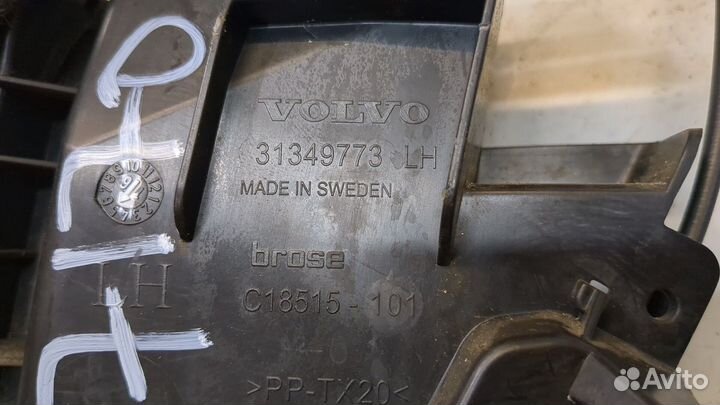 VOLVO
31349773 LH
MADE IN SWEDEN
brose
LH
C18515 - 101
>PP-TX20<
Avito